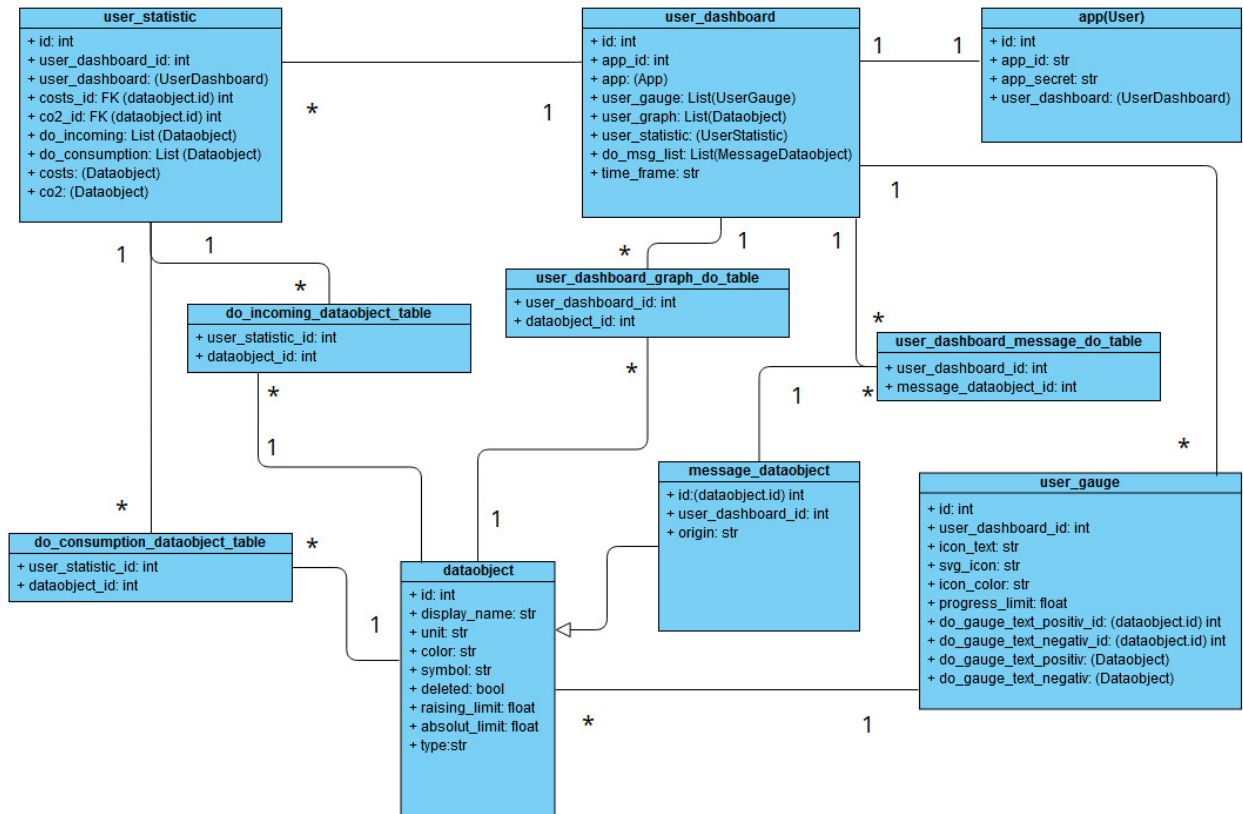 user_statistic
+ id: int
+ user_dashboard_id: int
+ user_dashboard: (UserDashboard)
+ costs_id: FK (dataobject.id) int
+ co2_id: FK (dataobject.id) int
+ do_incoming: List (Dataobject)
+ do_consumption: List (Dataobject)
+ costs: (Dataobject)
+ co2: (Dataobject)
*
1
user_dashboard
+ id: int
+ app_id: int
+ app: (App)
+ user_gauge: List(UserGauge)
+ user_graph: List(Dataobject)
+ user_statistic: (UserStatistic)
+ do_msg_list: List(MessageDataobject)
+ time_frame: str
1
1
app(User)
+ id: int
+ app_id: str
+ app_secret: str
+ user_dashboard: (UserDashboard)
1
1
1
*
*
1
1
1
*
do_incoming_dataobject_table
+ user_statistic_id: int
+ dataobject_id: int
*
1
user_dashboard_graph_do_table
+ user_dashboard_id: int
+ dataobject_id: int
*
1
*
user_dashboard_message_do_table
+ user_dashboard_id: int
+ message_dataobject_id: int
1
*
*
do_consumption_dataobject_table
+ user_statistic_id: int
+ dataobject_id: int
*
1
message_dataobject
+ id:(dataobject.id) int
+ user_dashboard_id: int
+ origin: str
user_gauge
+ id: int
+ user_dashboard_id: int
+ icon_text: str
+ svg_icon: str
+ icon_color: str
+ progress_limit: float
+ do_gauge_text_positiv_id: (dataobject.id) int
+ do_gauge_text_negativ_id: (dataobject.id) int
+ do_gauge_text_positiv: (Dataobject)
+ do_gauge_text_negativ: (Dataobject)
dataobject
+ id: int
+ display_name: str
+ unit: str
+ color: str
+ symbol: str
+ deleted: bool
+ raising_limit: float
+ absolut_limit: float
+ type:str
*
1